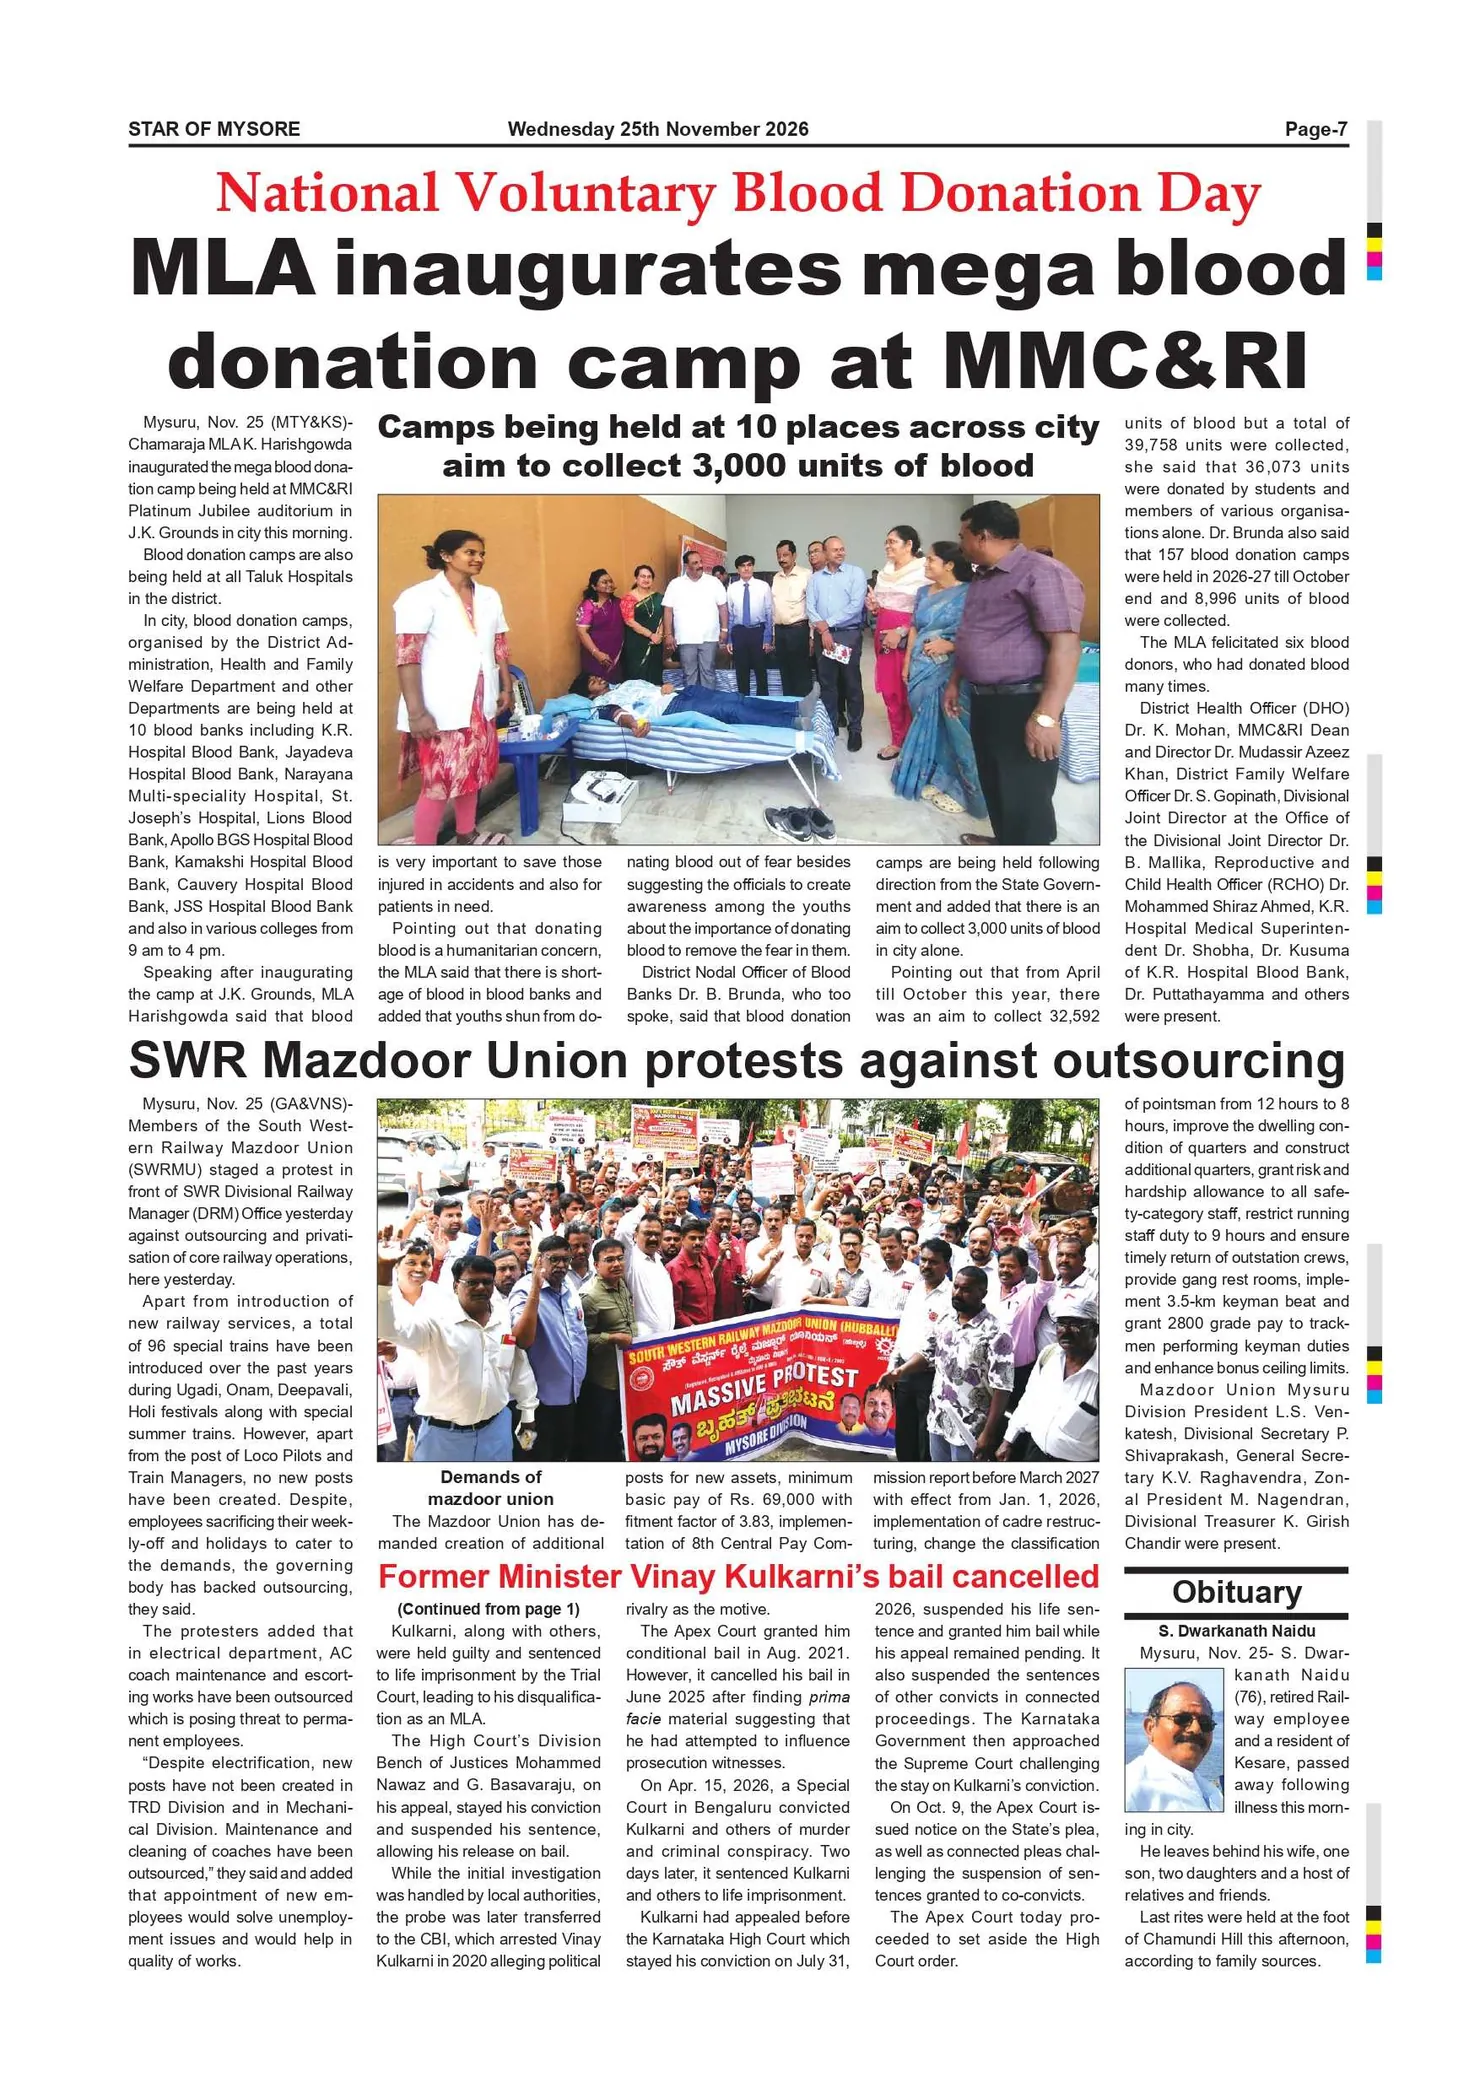 STAR OF MYSORE
Wednesday 25th November 2026
Page-7
National Voluntary Blood Donation Day
MLA inaugurates mega blood
donation camp at MMC&RI
Mysuru, Nov. 25 (MTY&KS)-
Chamaraja MLA K. Harishgowda
inaugurated the mega blood dona-
tion camp being held at MMC&RI
Platinum Jubilee auditorium in
J.K. Grounds in city this morning.
Blood donation camps are also
being held at all Taluk Hospitals
in the district.
In city, blood donation camps,
organised by the District Ad-
ministration, Health and Family
Welfare Department and other
Departments are being held at
10 blood banks including K.R.
Hospital Blood Bank, Jayadeva
Hospital Blood Bank, Narayana
Multi-speciality Hospital, St.
Joseph's Hospital, Lions Blood
Bank, Apollo BGS Hospital Blood
Bank, Kamakshi Hospital Blood
Bank, Cauvery Hospital Blood
Bank, JSS Hospital Blood Bank
and also in various colleges from
9 am to 4 pm.
Speaking after inaugurating
the camp at J.K. Grounds, MLA
Harishgowda said that blood
Camps being held at 10 places across city
aim to collect 3,000 units of blood
is very important to save those
injured in accidents and also for
patients in need.
Pointing out that donating
blood is a humanitarian concern,
the MLA said that there is short-
age of blood in blood banks and
added that youths shun from do-
nating blood out of fear besides
suggesting the officials to create
awareness among the youths
about the importance of donating
blood to remove the fear in them.
District Nodal Officer of Blood
Banks Dr. B. Brunda, who too
spoke, said that blood donation
camps are being held following
direction from the State Govern-
ment and added that there is an
aim to collect 3,000 units of blood
in city alone.
Pointing out that from April
till October this year, there
was an aim to collect 32,592
units of blood but a total of
39,758 units were collected,
she said that 36,073 units
were donated by students and
members of various organisa-
tions alone. Dr. Brunda also said
that 157 blood donation camps
were held in 2026-27 till October
end and 8,996 units of blood
were collected.
The MLA felicitated six blood
donors, who had donated blood
many times.
District Health Officer (DHO)
Dr. K. Mohan, MMC&RI Dean
and Director Dr. Mudassir Azeez
Khan, District Family Welfare
Officer Dr. S. Gopinath, Divisional
Joint Director at the Office of
the Divisional Joint Director Dr.
B. Mallika, Reproductive and
Child Health Officer (RCHO) Dr.
Mohammed Shiraz Ahmed, K.R.
Hospital Medical Superinten-
dent Dr. Shobha, Dr. Kusuma
of K.R. Hospital Blood Bank,
Dr. Puttathayamma and others
were present.
SWR Mazdoor Union protests against outsourcing
Mysuru, Nov. 25 (GA&VNS)-
Members of the South West-
ern Railway Mazdoor Union
(SWRMU) staged a protest in
front of SWR Divisional Railway
Manager (DRM) Office yesterday
against outsourcing and privati-
sation of core railway operations,
here yesterday.
Apart from introduction of
new railway services, a total
of 96 special trains have been
introduced over the past years
during Ugadi, Onam, Deepavali,
Holi festivals along with special
summer trains. However, apart
from the post of Loco Pilots and
Train Managers, no new posts
have been created. Despite,
employees sacrificing their week-
ly-off and holidays to cater to
the demands, the governing
body has backed outsourcing,
they said.
The protesters added that
in electrical department, AC
coach maintenance and escort-
ing works have been outsourced
which is posing threat to perma-
nent employees.
“Despite electrification, new
posts have not been created in
TRD Division and in Mechani-
cal Division. Maintenance and
cleaning of coaches have been
outsourced,” they said and added
that appointment of new em-
ployees would solve unemploy-
ment issues and would help in
quality of works.
SOUTH WESTERN RAILWAY MAZDOOR UNION (HUBBALLI)
ಸೌತ್ ವೆಸ್ಟರ್ನ್ ರೈಲ್ವೆ ಮಜ್ದೂರ್ ಯೂನಿಯನ್
MASSIVE PROTEST
ಬೃಹತ್ ಪ್ರತಿಭಟನೆ
MYSORE DIVISION
Demands of
mazdoor union
The Mazdoor Union has de-
manded creation of additional
posts for new assets, minimum
basic pay of Rs. 69,000 with
fitment factor of 3.83, implemen-
tation of 8th Central Pay Com-
mission report before March 2027
with effect from Jan. 1, 2026,
implementation of cadre restruc-
turing, change the classification
of pointsman from 12 hours to 8
hours, improve the dwelling con-
dition of quarters and construct
additional quarters, grant risk and
hardship allowance to all safe-
ty-category staff, restrict running
staff duty to 9 hours and ensure
timely return of outstation crews,
provide gang rest rooms, imple-
ment 3.5-km keyman beat and
grant 2800 grade pay to track-
men performing keyman duties
and enhance bonus ceiling limits.
Mazdoor Union Mysuru
Division President L.S. Ven-
katesh, Divisional Secretary P.
Shivaprakash, General Secre-
tary K.V. Raghavendra, Zon-
al President M. Nagendran,
Divisional Treasurer K. Girish
Chandir were present.
Former Minister Vinay Kulkarni's bail cancelled
(Continued from page 1)
Kulkarni, along with others,
were held guilty and sentenced
to life imprisonment by the Trial
Court, leading to his disqualifica-
tion as an MLA.
The High Court's Division
Bench of Justices Mohammed
Nawaz and G. Basavaraju, on
his appeal, stayed his conviction
and suspended his sentence,
allowing his release on bail.
While the initial investigation
was handled by local authorities,
the probe was later transferred
to the CBI, which arrested Vinay
Kulkarni in 2020 alleging political
rivalry as the motive.
The Apex Court granted him
conditional bail in Aug. 2021.
However, it cancelled his bail in
June 2025 after finding prima
facie material suggesting that
he had attempted to influence
prosecution witnesses.
On Apr. 15, 2026, a Special
Court in Bengaluru convicted
Kulkarni and others of murder
and criminal conspiracy. Two
days later, it sentenced Kulkarni
and others to life imprisonment.
Kulkarni had appealed before
the Karnataka High Court which
stayed his conviction on July 31,
2026, suspended his life sen-
tence and granted him bail while
his appeal remained pending. It
also suspended the sentences
of other convicts in connected
proceedings. The Karnataka
Government then approached
the Supreme Court challenging
the stay on Kulkarni's conviction.
On Oct. 9, the Apex Court is-
sued notice on the State's plea,
as well as connected pleas chal-
lenging the suspension of sen-
tences granted to co-convicts.
The Apex Court today pro-
ceeded to set aside the High
Court order.
Obituary
S. Dwarkanath Naidu
Mysuru, Nov. 25- S. Dwar-
kanath Naidu
(76), retired Rail-
way employee
and a resident of
Kesare, passed
away following
illness this morn-
ing in city.
He leaves behind his wife, one
son, two daughters and a host of
relatives and friends.
Last rites were held at the foot
of Chamundi Hill this afternoon,
according to family sources.